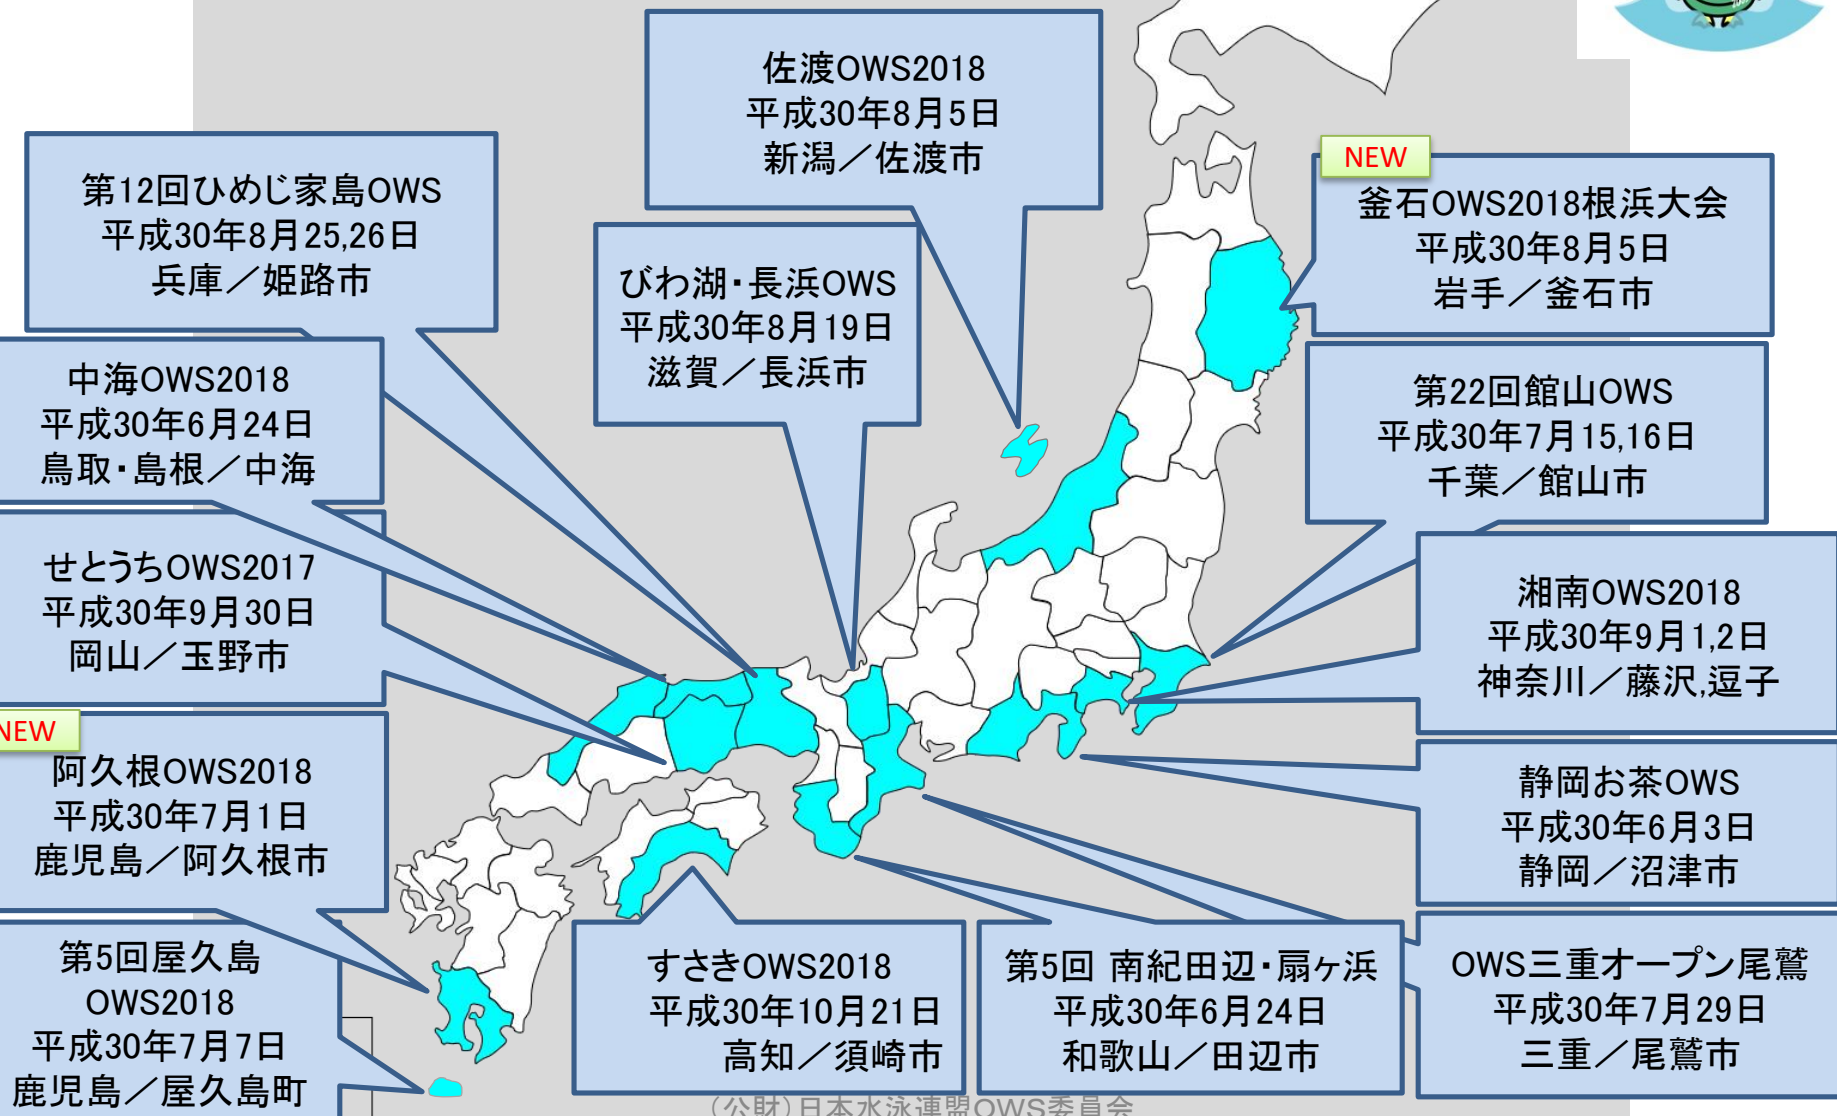 佐渡OWS2018
平成30年8月5日
新潟／佐渡市
第12回ひめじ家島OWS
平成30年8月25,26日
兵庫／姫路市
びわ湖・長浜OWS
平成30年8月19日
滋賀／長浜市
NEW
釜石OWS2018根浜大会
平成30年8月5日
岩手／釜石市
中海OWS2018
平成30年6月24日
鳥取・島根／中海
第22回館山OWS
平成30年7月15,16日
千葉／館山市
せとうちOWS2017
平成30年9月30日
岡山／玉野市
湘南OWS2018
平成30年9月1,2日
神奈川／藤沢,逗子
NEW
阿久根OWS2018
平成30年7月1日
鹿児島／阿久根市
静岡お茶OWS
平成30年6月3日
静岡／沼津市
第5回屋久島
OWS2018
平成30年7月7日
鹿児島／屋久島町
すさきOWS2018
平成30年10月21日
高知／須崎市
第5回 南紀田辺・扇ヶ浜
平成30年6月24日
和歌山／田辺市
OWS三重オープン尾鷲
平成30年7月29日
三重／尾鷲市
（公財）日本水泳連盟OWS委員会